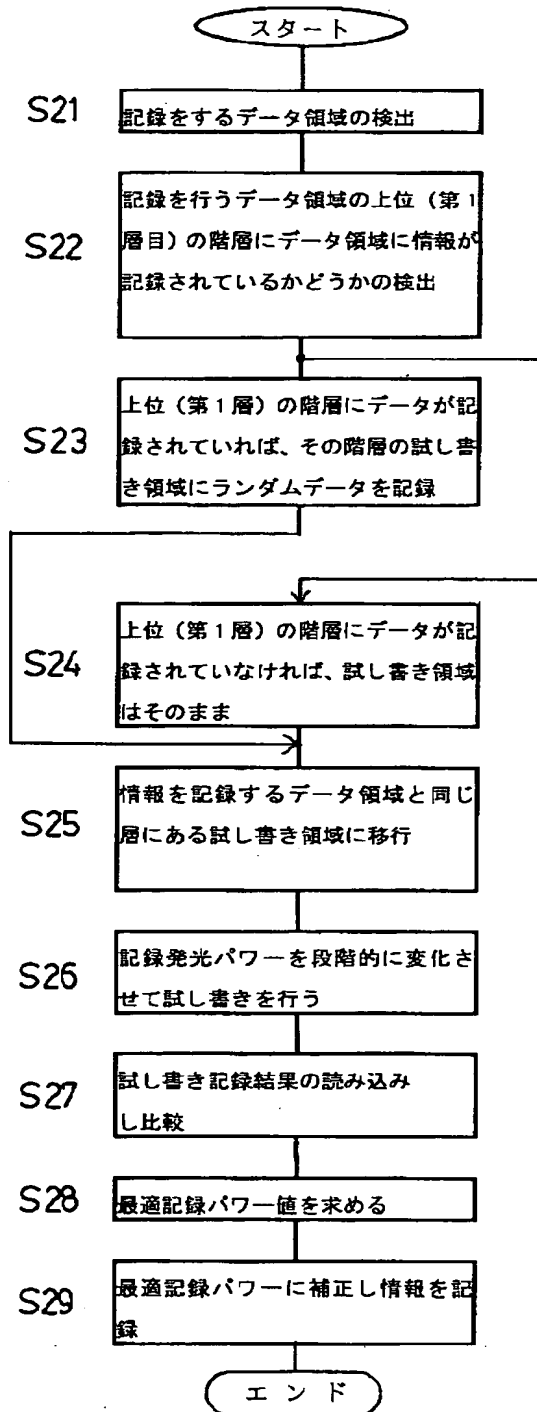 スタート
S21
記録をするデータ領域の検出
S22
記録を行うデータ領域の上位（第１
層目）の階層にデータ領域に情報が
記録されているかどうかの検出
S23
上位（第１層）の階層にデータが記
録されていれば、その階層の試し書
き領域にランダムデータを記録
S24
上位（第１層）の階層にデータが記
録されていなければ、試し書き領域
はそのまま
S25
情報を記録するデータ領域と同じ
層にある試し書き領域に移行
S26
記録発光パワーを段階的に変化さ
せて試し書きを行う
S27
試し書き記録結果の読み込み
し比較
S28
最適記録パワー値を求める
S29
最適記録パワーに補正し情報を記
録
エンド